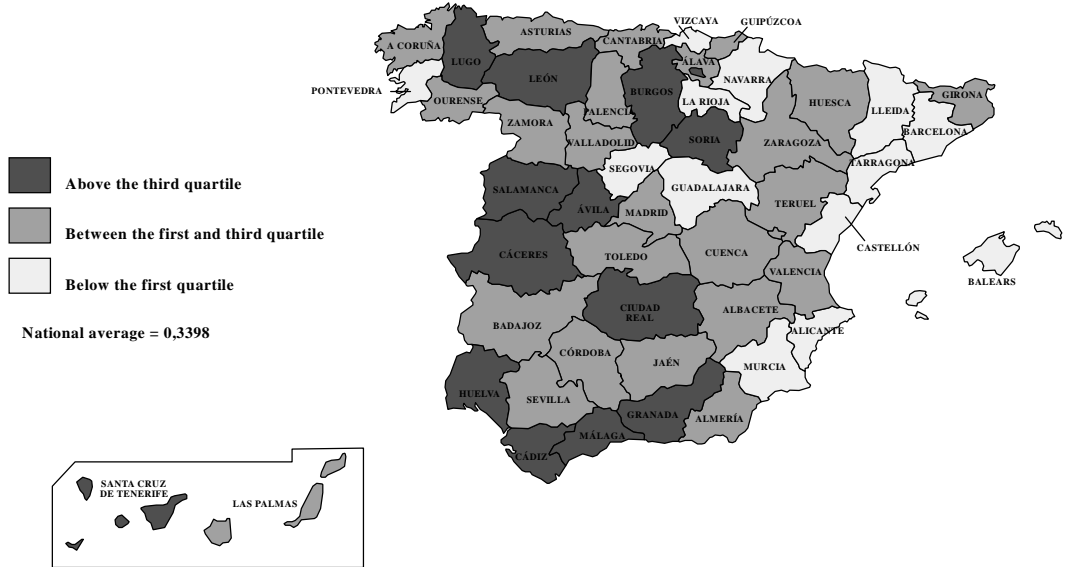 VIZCAYA
GUIPÚZCOA
ASTURIAS
CANTABRIA
A CORUÑA
LUGO
LEÓN
ÁLAVA
NAVARRA
PONTEVEDRA
OURENSE
PALENCIA
BURGOS
LA RIOJA
HUESCA
LLEIDA
GIRONA
BARCELONA
ZAMORA
VALLADOLID
SORIA
ZARAGOZA
TARRAGONA
SEGOVIA
GUADALAJARA
SALAMANCA
ÁVILA
MADRID
TERUEL
CASTELLÓN
CÁCERES
TOLEDO
CUENCA
VALENCIA
BALEARS
Above the third quartile
Between the first and third quartile
Below the first quartile
National average = 0,3398
BADAJOZ
CIUDAD
REAL
ALBACETE
ALICANTE
CÓRDOBA
JAÉN
MURCIA
HUELVA
SEVILLA
GRANADA
ALMERÍA
MÁLAGA
CÁDIZ
SANTA CRUZ
DE TENERIFE
LAS PALMAS